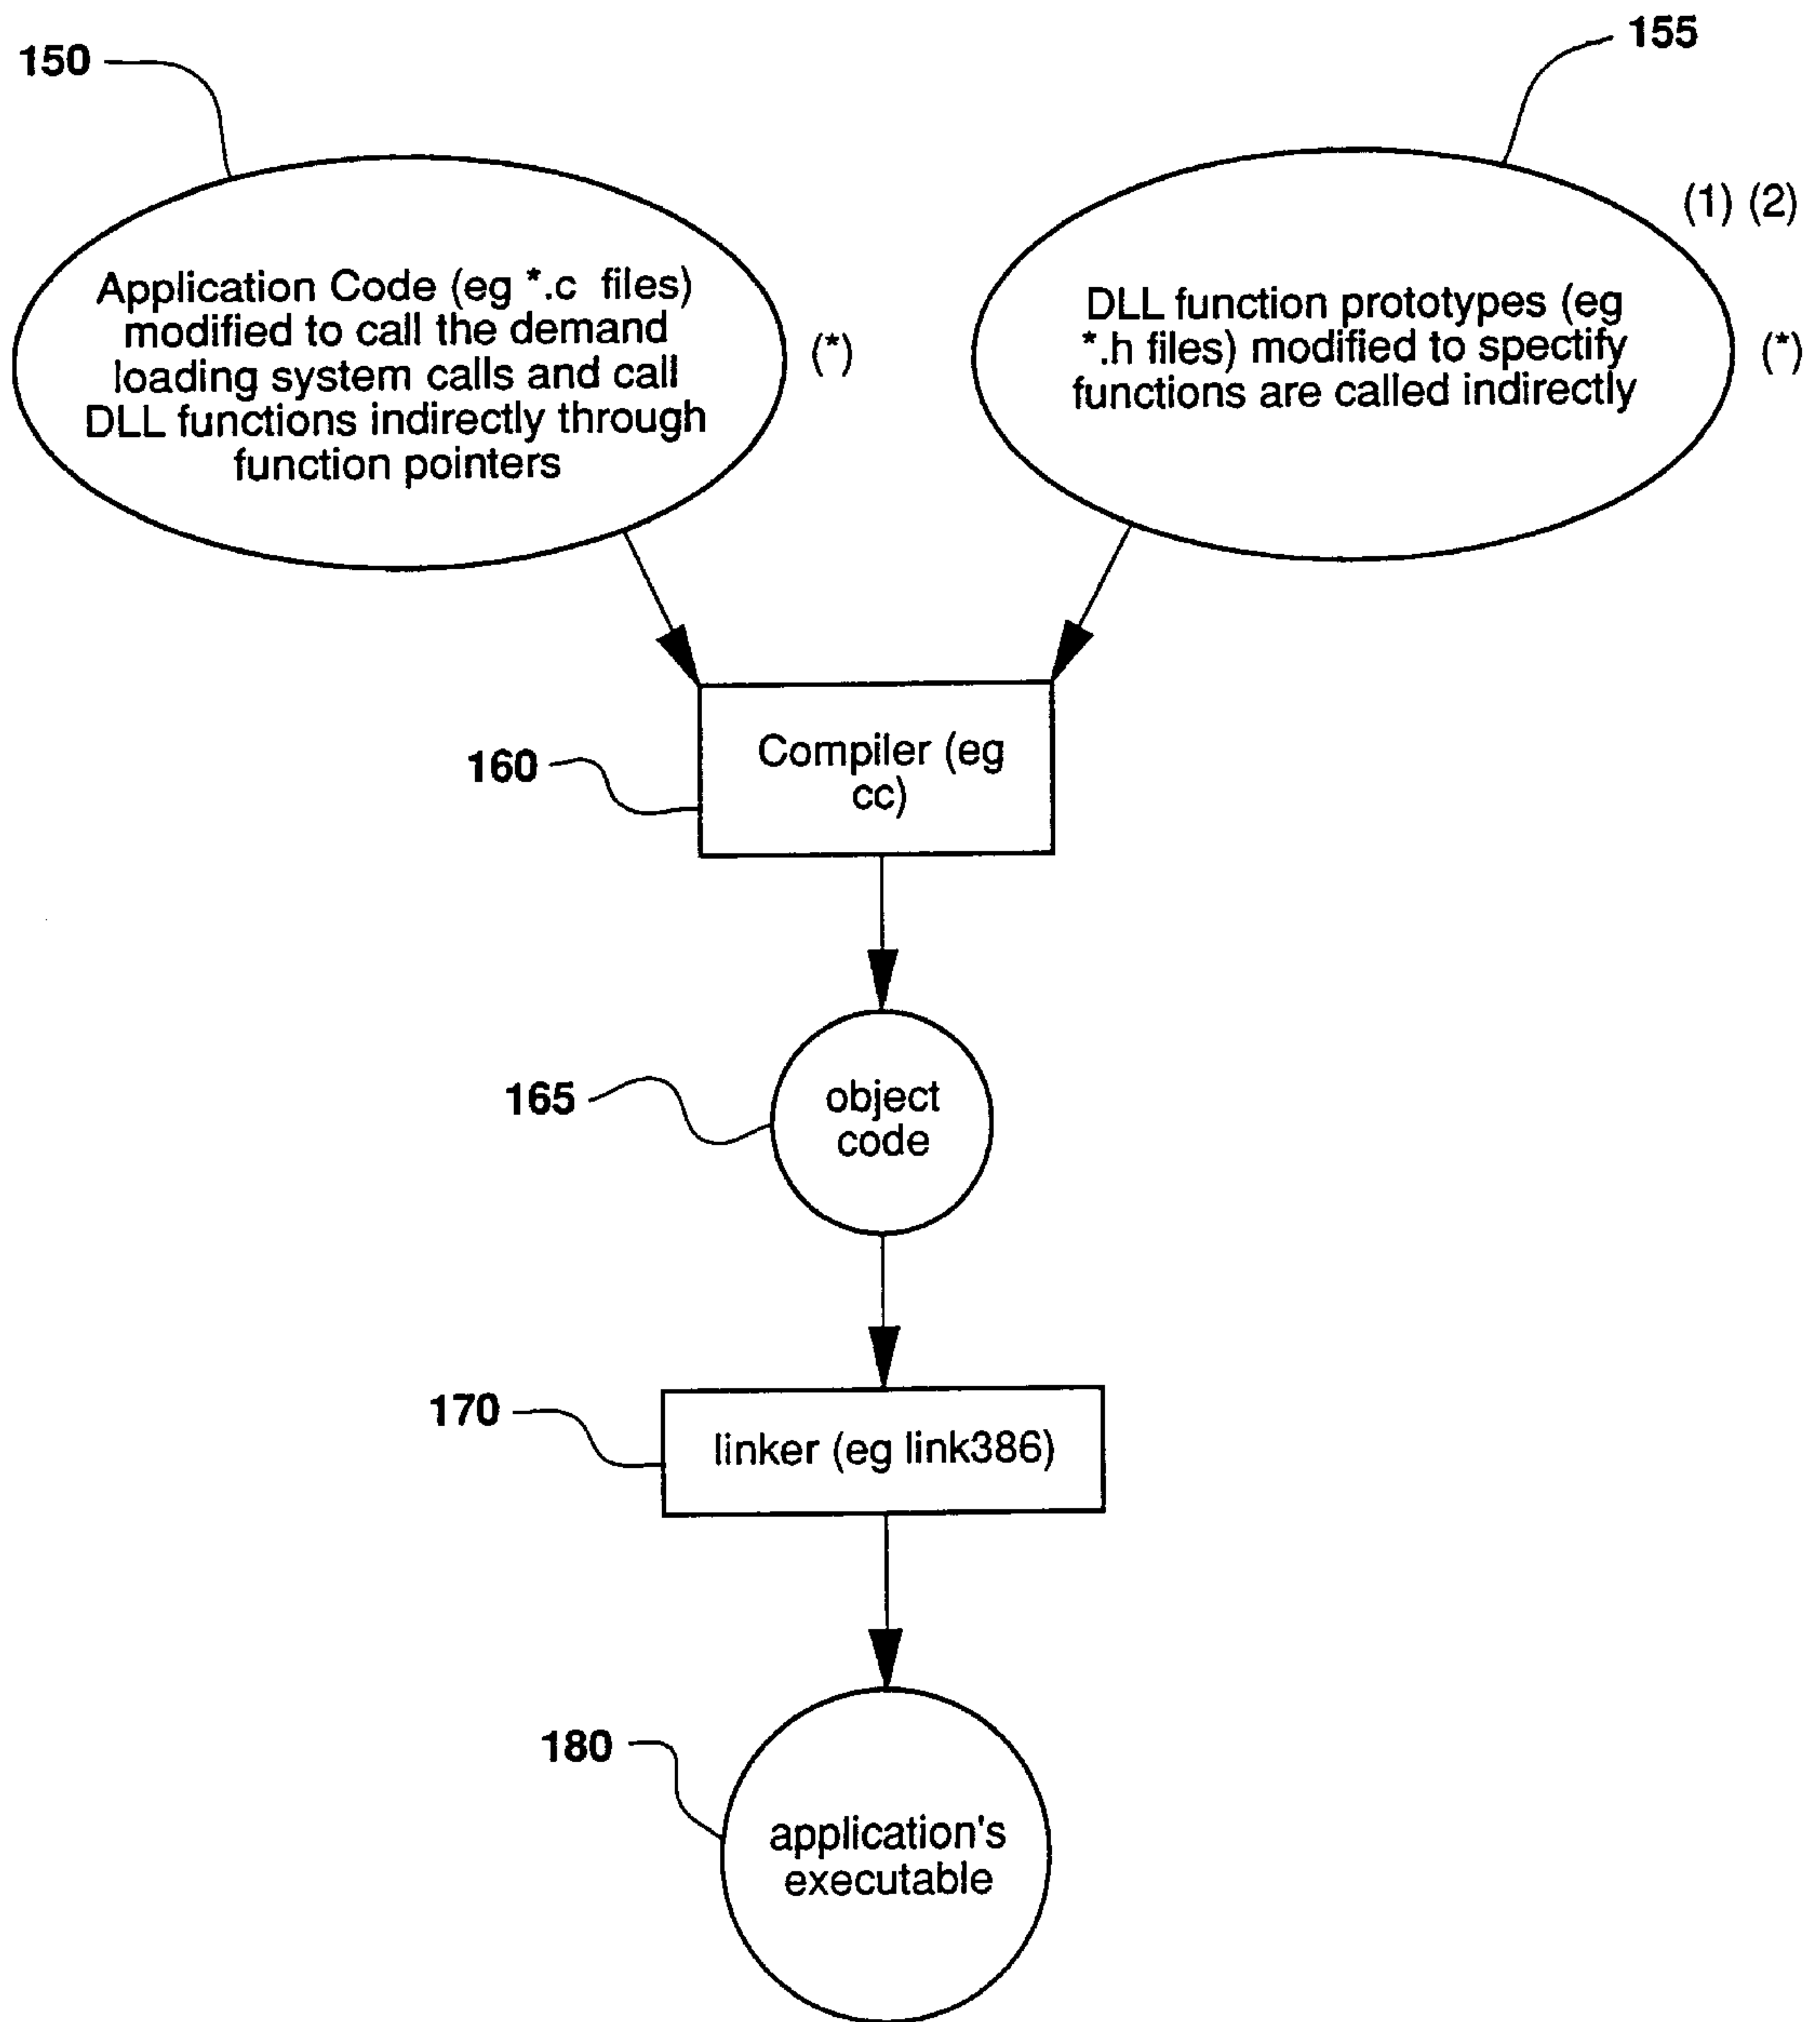 150
155
(1) (2)
Application Code (eg *.c files)
modified to call the demand
loading system calls and call
DLL functions indirectly through
function pointers
(*)
DLL function prototypes (eg
*.h files) modified to spectify
functions are called indirectly
(*)
160
Compiler (eg
cc)
165
object
code
170
linker (eg link386)
180
application's
executable